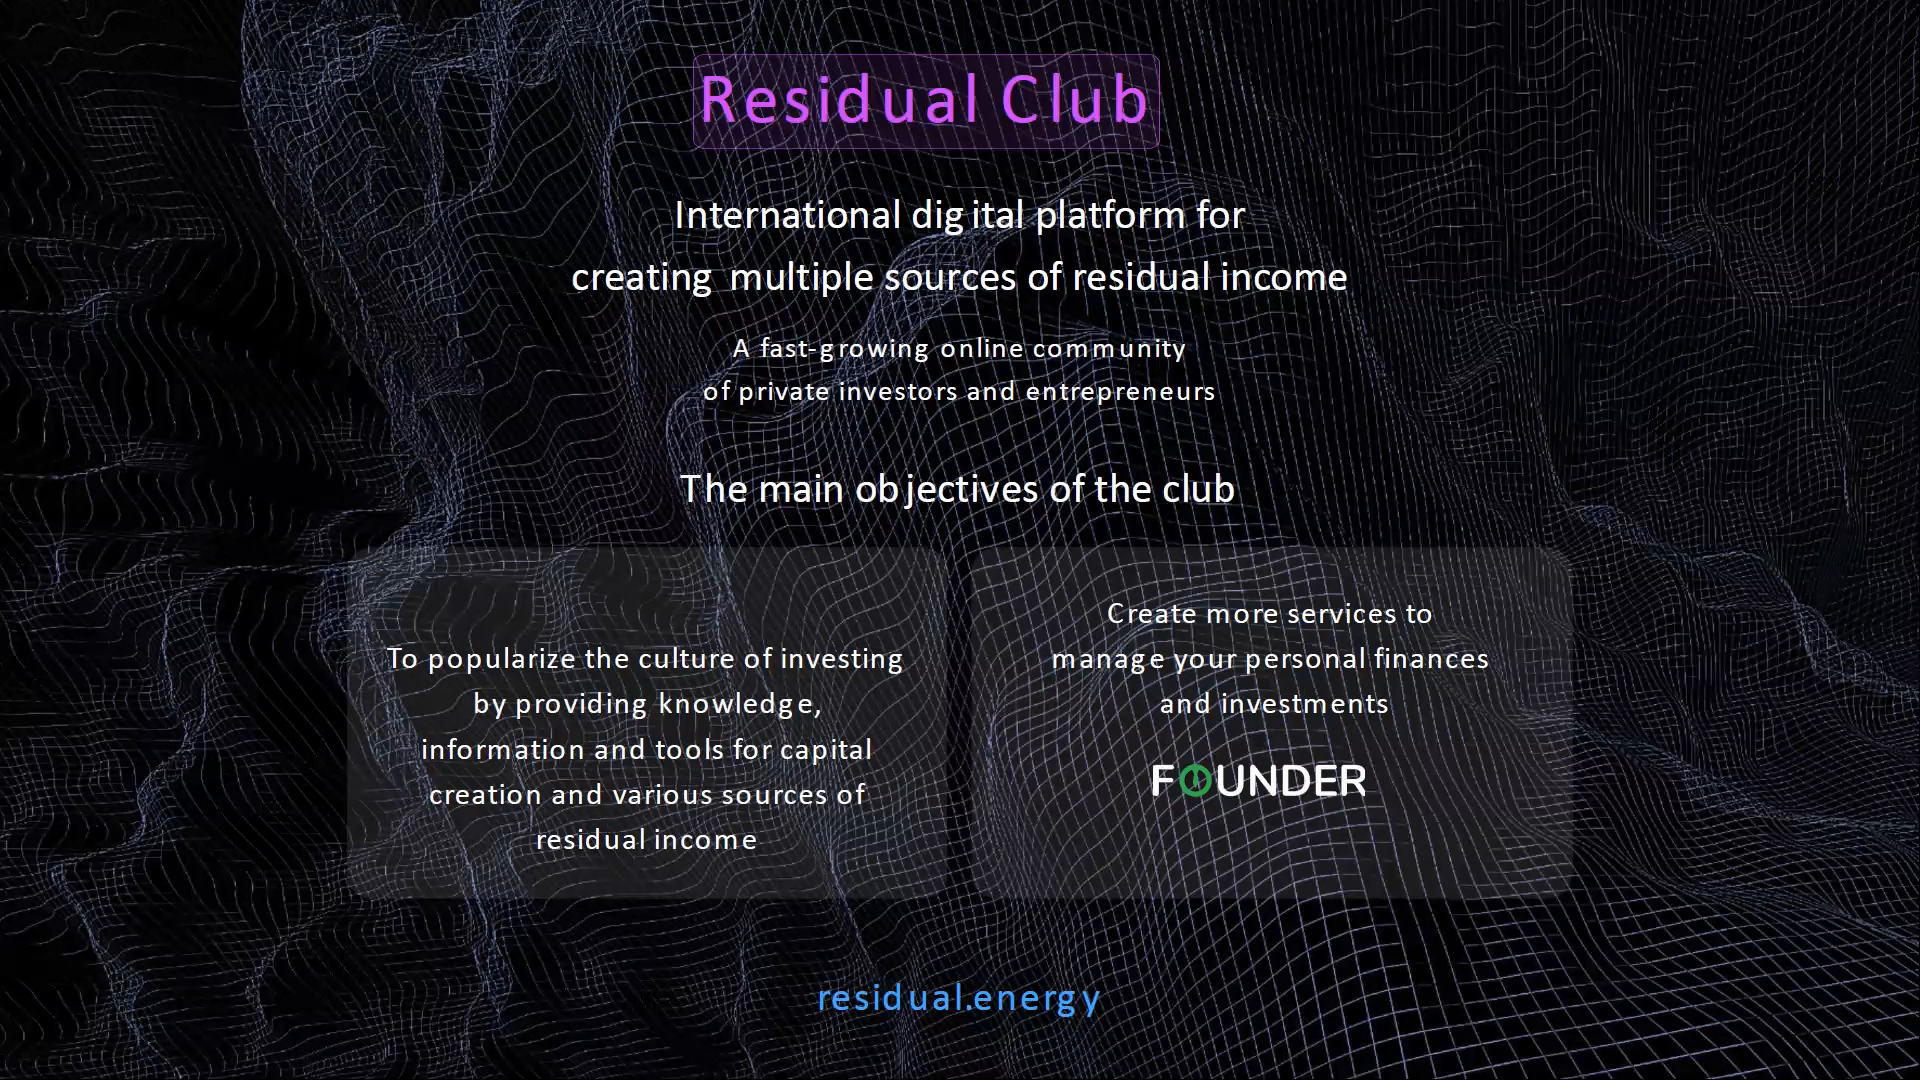 Residual Club
International digital platform for
creating multiple sources of residual income
A fast-growing online community
of private investors and entrepreneurs
The main objectives of the club
To popularize the culture of investing
by providing knowledge,
information and tools for capital
creation and various sources of
residual income
Create more services to
manage your personal finances
and investments
FOUNDER
residual.energy